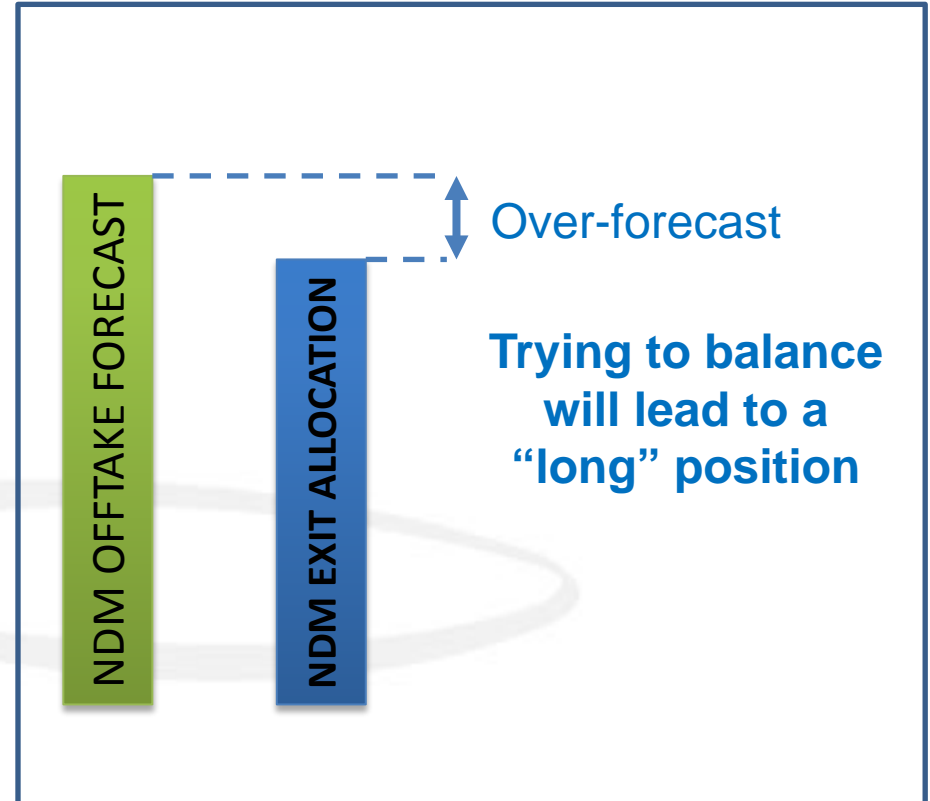 NDM OFFTAKE FORECAST
NDM EXIT ALLOCATION
Over-forecast
Trying to balance
will lead to a
“long” position